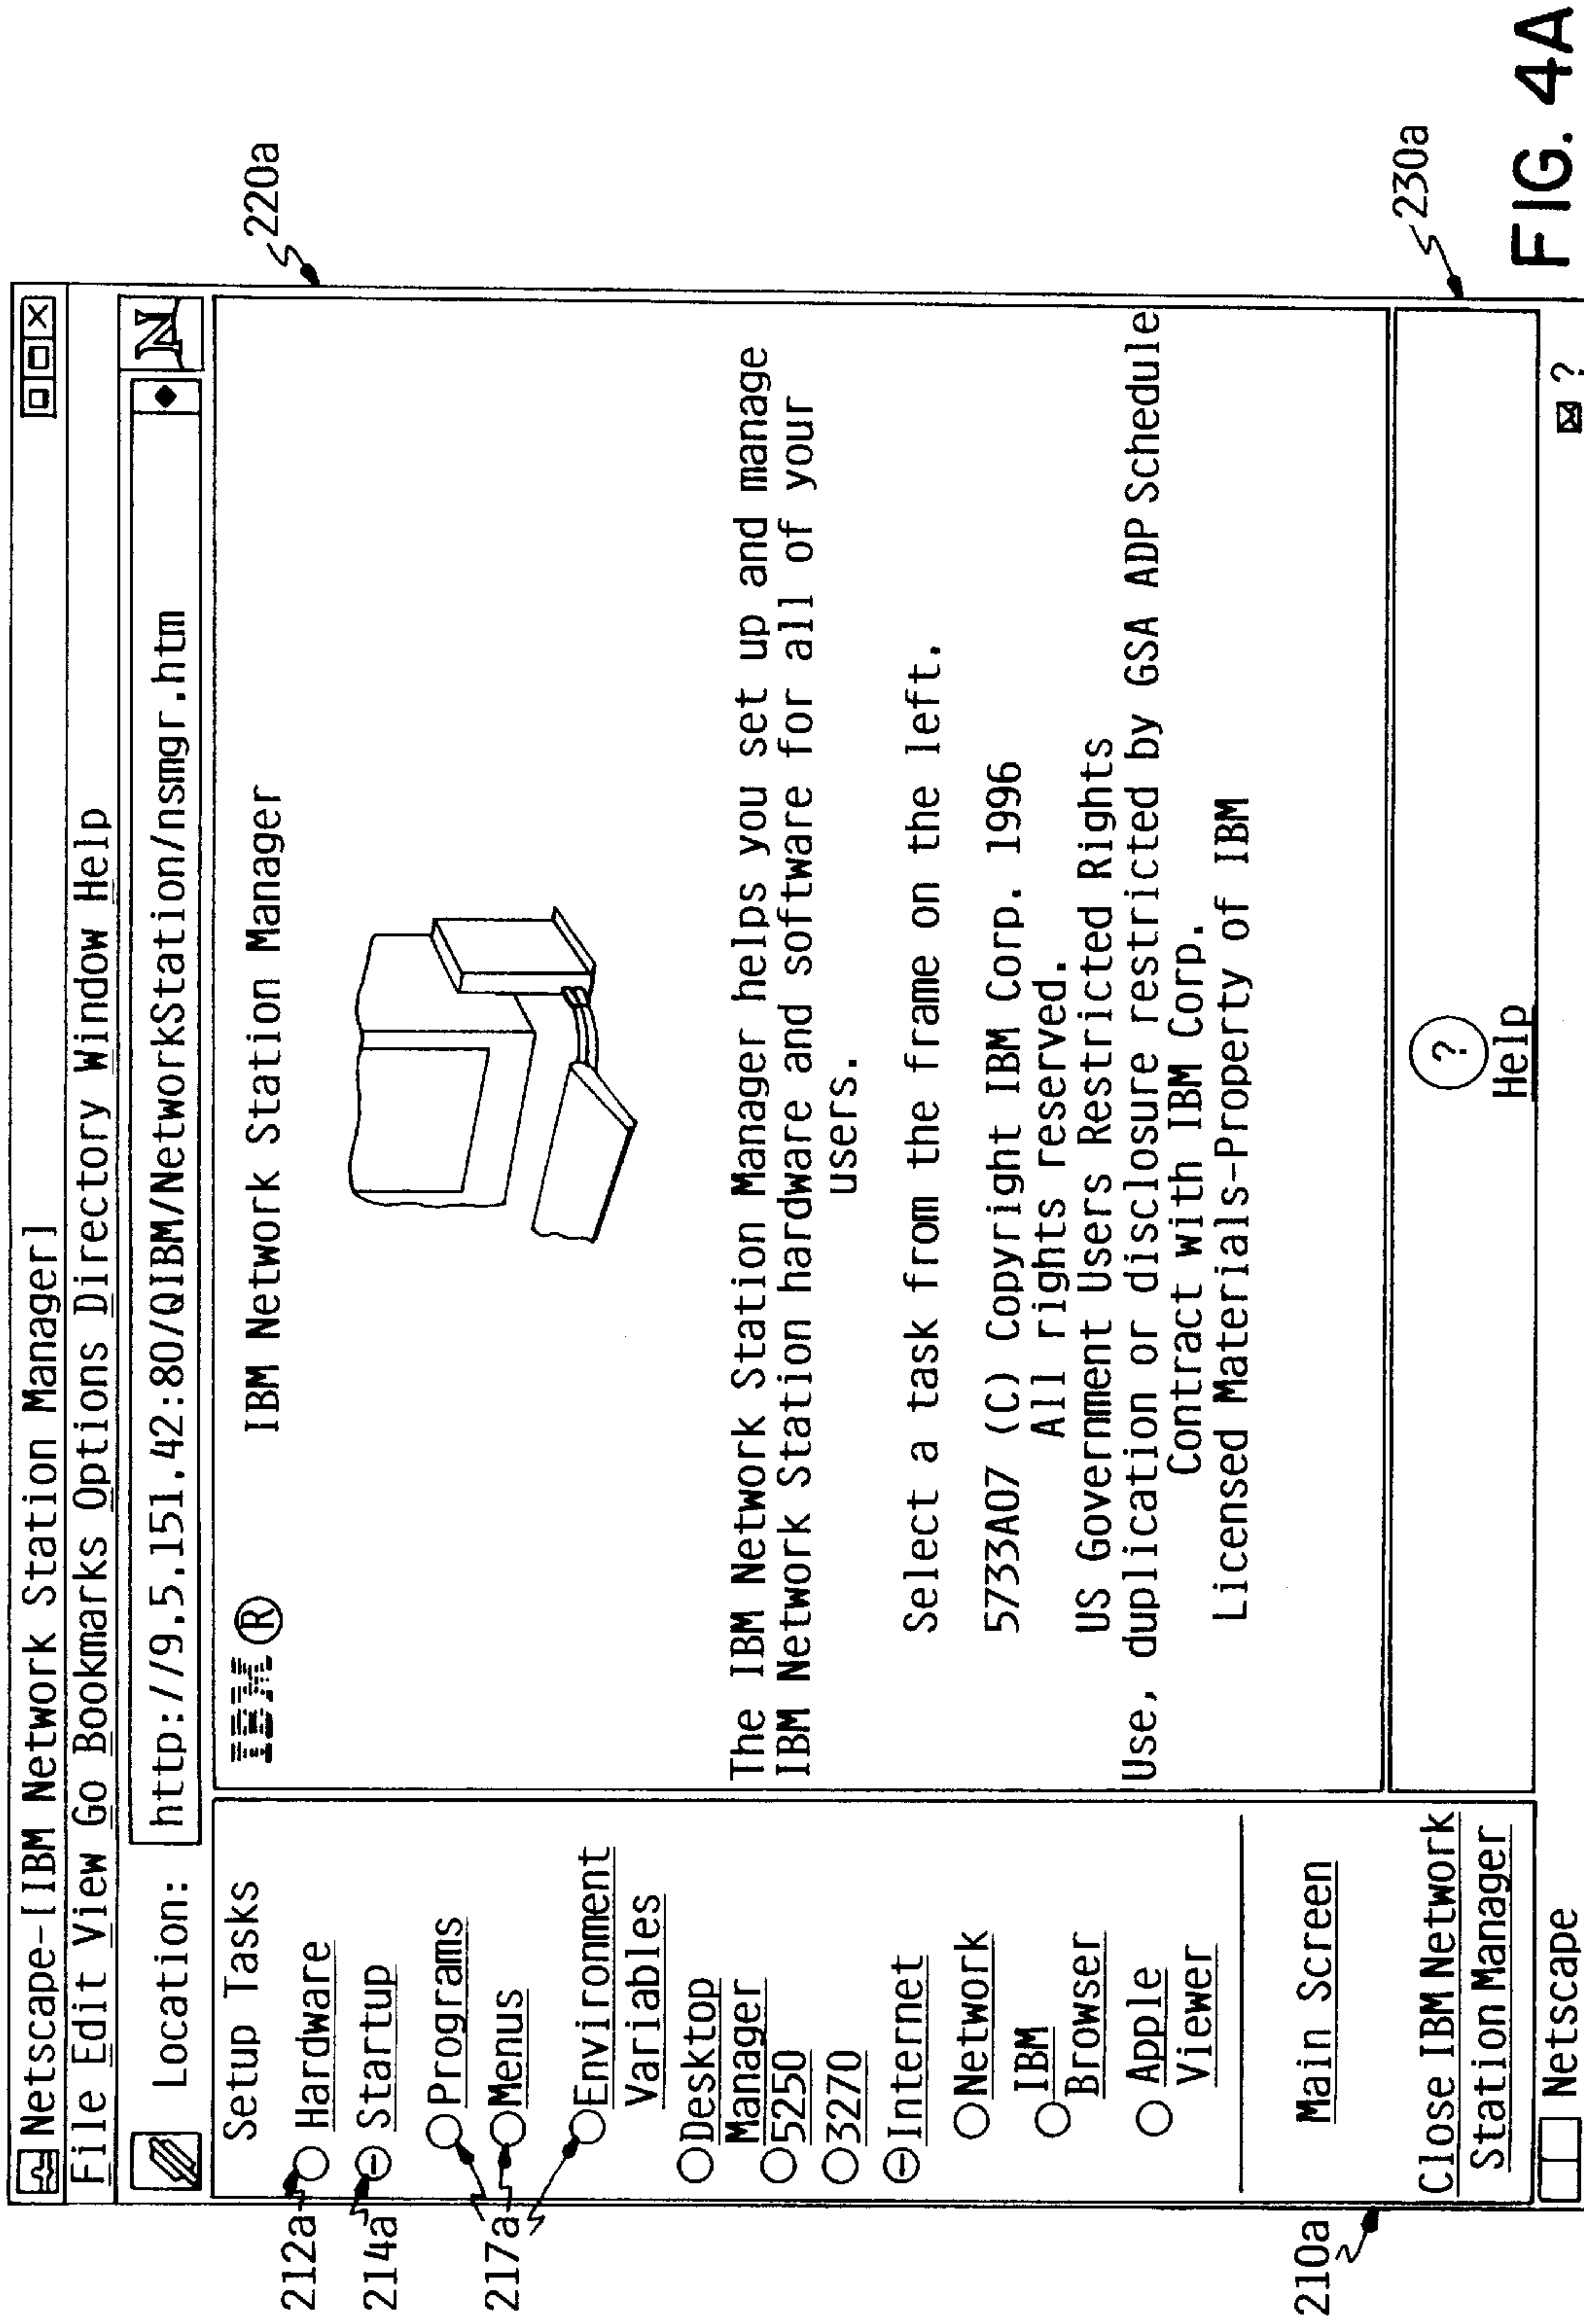 Netscape-[IBM Network Station Manager]
File Edit View Go Bookmarks Options Directory Window Help
Location: http://9.5.151.42:80/QIBM/NetworkStation/nsmgr.htm
N
Setup Tasks
Hardware
Startup
Programs
Menus
Environment
Variables
Desktop
Manager
5250
3270
Internet
Network
IBM
Browser
Apple
Viewer
Main Screen
Close IBM Network
Station Manager
IBM ®
IBM Network Station Manager
The IBM Network Station Manager helps you set up and manage
IBM Network Station hardware and software for all of your
users.
Select a task from the frame on the left.
5733A07 (C) Copyright IBM Corp. 1996
All rights reserved.
US Government Users Restricted Rights
Use, duplication or disclosure restricted by GSA ADP Schedule
Contract with IBM Corp.
Licensed Materials-Property of IBM
?
Help
Netscape
?
212a
214a
217a
210a
220a
230a
FIG. 4A